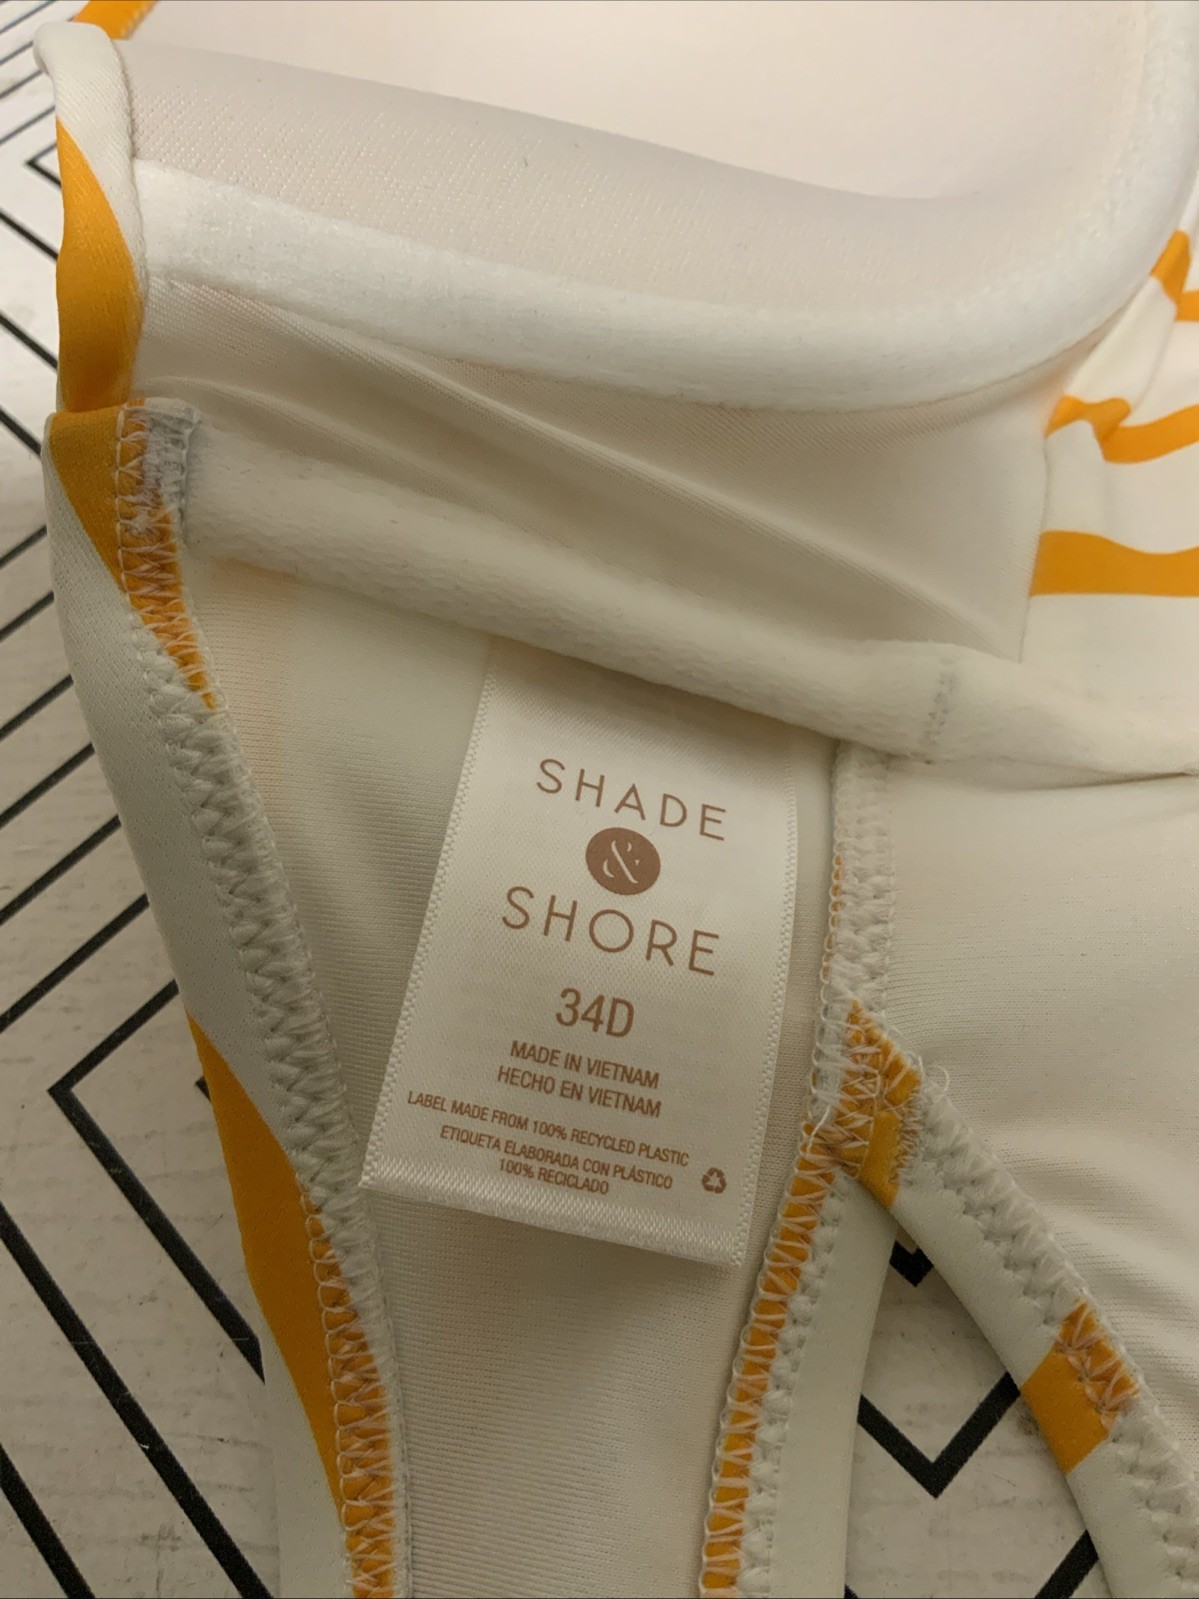 SHADE
&
SHORE
34D
MADE IN VIETNAM
HECHO EN VIETNAM
LABEL MADE FROM 100% RECYCLED PLASTIC
ETIQUETA ELABORADA CON PLÁSTICO
100% RECICLADO